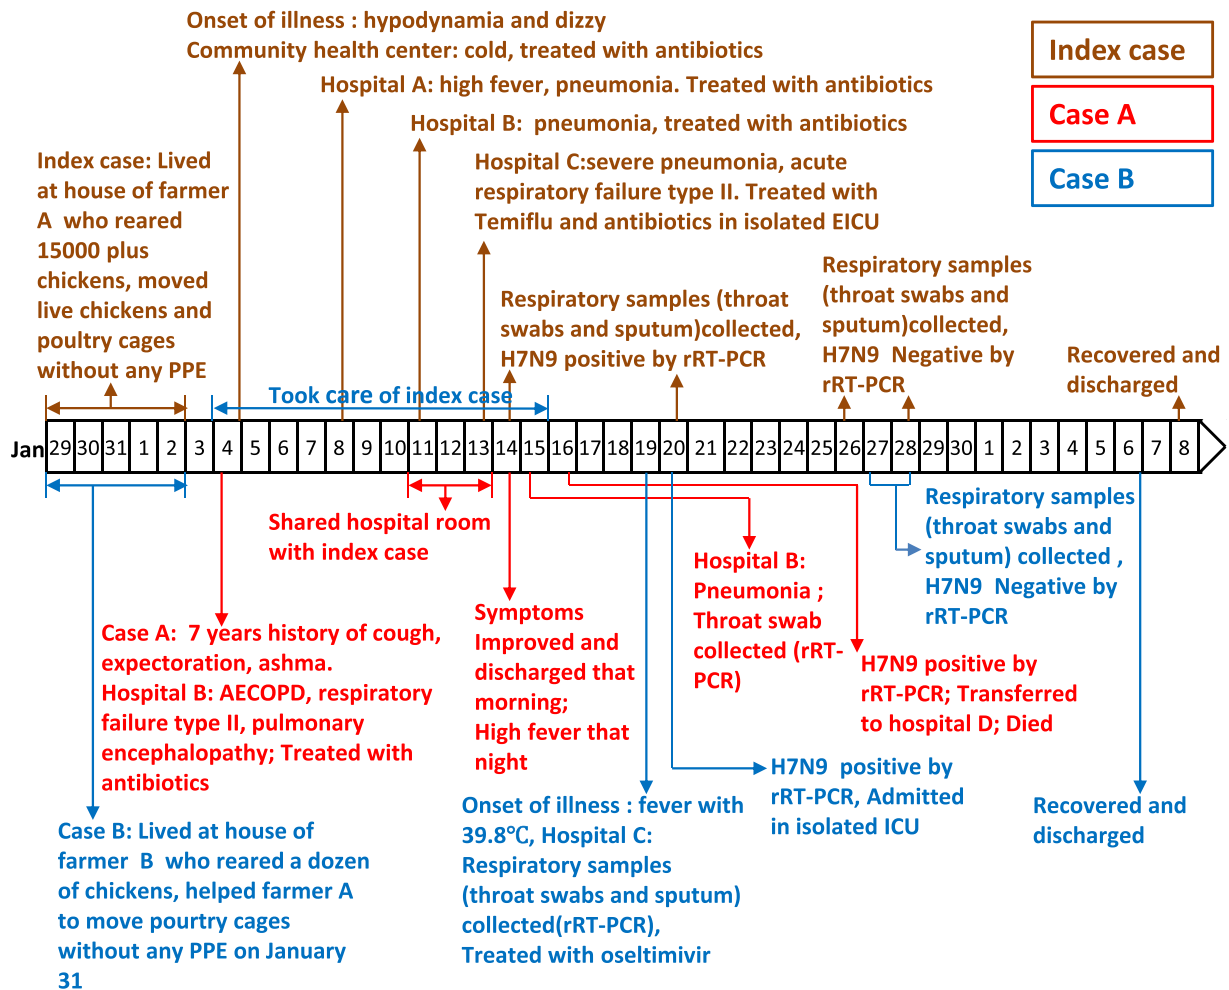 Onset of illness : hypodynamia and dizzy
Community health center: cold, treated with antibiotics
Hospital A: high fever, pneumonia. Treated with antibiotics
Hospital B: pneumonia, treated with antibiotics
Index case
Case A
Case B
Index case: Lived
at house of farmer
A who reared
15000 plus
chickens, moved
live chickens and
poultry cages
without any PPE
Hospital C:severe pneumonia, acute
respiratory failure type II. Treated with
Temiflu and antibiotics in isolated EICU
Respiratory samples (throat
swabs and sputum)collected,
H7N9 positive by rRT-PCR
Respiratory samples
(throat swabs and
sputum)collected,
H7N9 Negative by
rRT-PCR
Recovered and
discharged
Took care of index case
Jan 29 30 31 1 2 3 4 5 6 7 8 9 10 11 12 13 14 15 16 17 18 19 20 21 22 23 24 25 26 27 28 29 30 1 2 3 4 5 6 7 8
Shared hospital room
with index case
Case A: 7 years history of cough,
expectoration, ashma.
Hospital B: AECOPD, respiratory
failure type II, pulmonary
encephalopathy; Treated with
antibiotics
Symptoms
Improved and
discharged that
morning;
High fever that
night
Hospital B:
Pneumonia ;
Throat swab
collected (rRT-
PCR)
H7N9 positive by
rRT-PCR; Transferred
to hospital D; Died
Respiratory samples
(throat swabs and
sputum) collected ,
H7N9 Negative by
rRT-PCR
Case B: Lived at house of
farmer B who reared a dozen
of chickens, helped farmer A
to move pourtry cages
without any PPE on January
31
Onset of illness : fever with
39.8℃, Hospital C:
Respiratory samples
(throat swabs and sputum)
collected(rRT-PCR),
Treated with oseltimivir
H7N9 positive by
rRT-PCR, Admitted
in isolated ICU
Recovered and
discharged